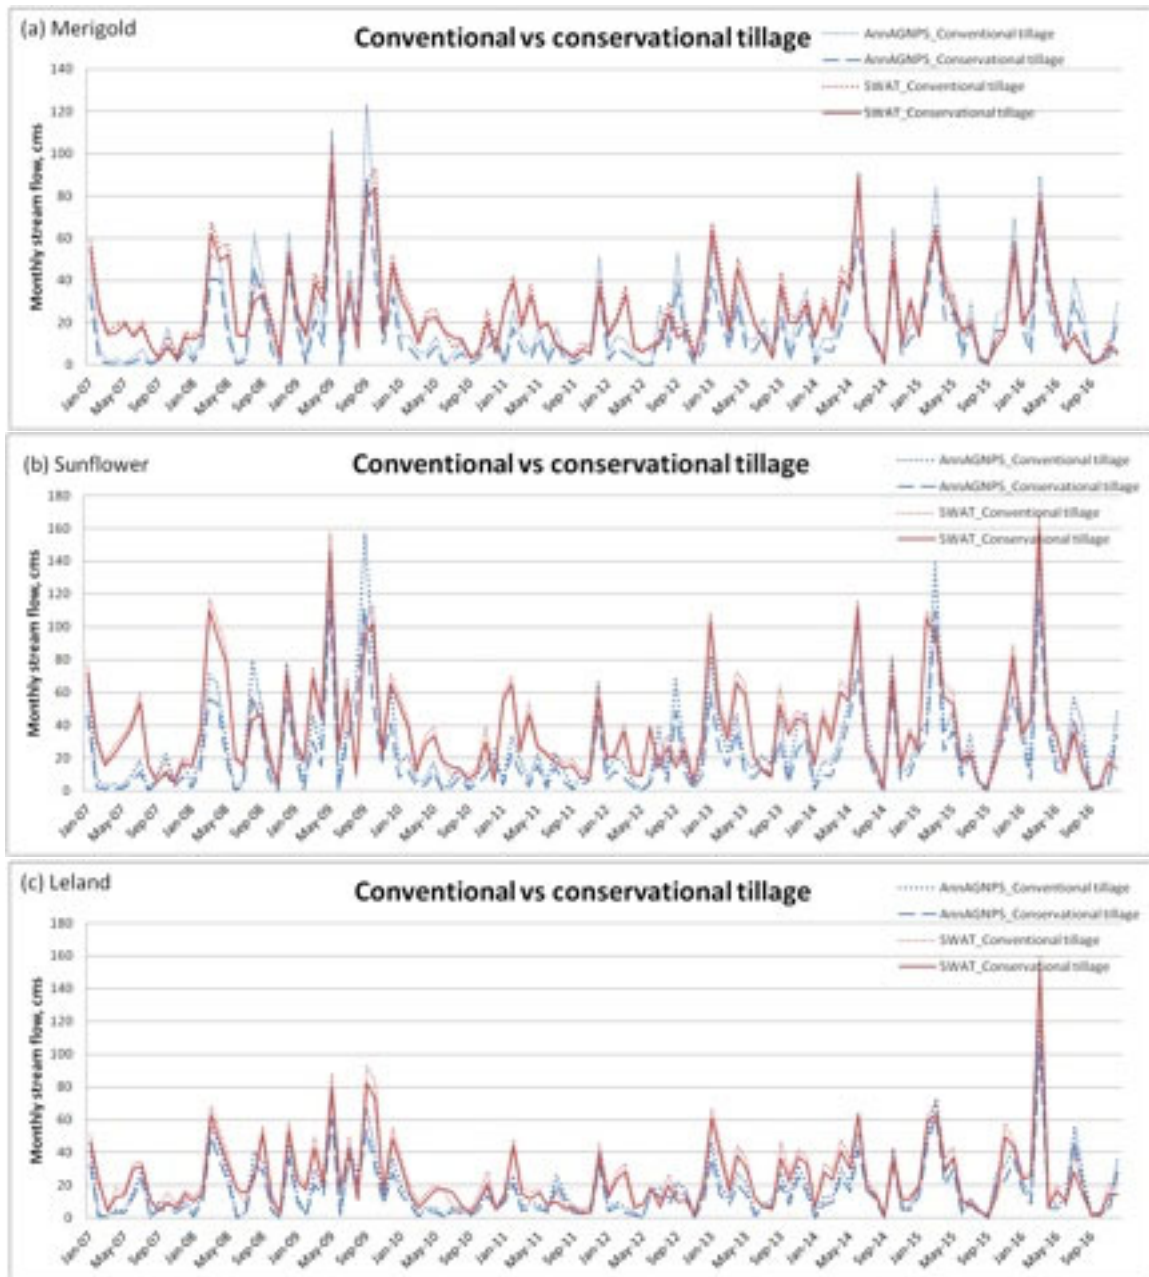 (a) Merigold
Conventional vs conservational tillage
AnnAGNPS_Conventional tillage
AnnAGNPS_Conservational tillage
SWAT_Conventional tillage
SWAT_Conservational tillage
Monthly stream flow, cms
140
120
100
80
60
40
20
0
Jan-07 May-07 Sep-07 Jan-08 May-08 Sep-08 Jan-09 May-09 Sep-09 Jan-10 May-10 Sep-10 Jan-11 May-11 Sep-11 Jan-12 May-12 Sep-12 Jan-13 May-13 Sep-13 Jan-14 May-14 Sep-14 Jan-15 May-15 Sep-15 Jan-16 May-16 Sep-16
(b) Sunflower
Conventional vs conservational tillage
AnnAGNPS_Conventional tillage
AnnAGNPS_Conservational tillage
SWAT_Conventional tillage
SWAT_Conservational tillage
Monthly stream flow, cms
180
160
140
120
100
80
60
40
20
0
Jan-07 May-07 Sep-07 Jan-08 May-08 Sep-08 Jan-09 May-09 Sep-09 Jan-10 May-10 Sep-10 Jan-11 May-11 Sep-11 Jan-12 May-12 Sep-12 Jan-13 May-13 Sep-13 Jan-14 May-14 Sep-14 Jan-15 May-15 Sep-15 Jan-16 May-16 Sep-16
(c) Leland
Conventional vs conservational tillage
AnnAGNPS_Conventional tillage
AnnAGNPS_Conservational tillage
SWAT_Conventional tillage
SWAT_Conservational tillage
Monthly stream flow, cms
180
160
140
120
100
80
60
40
20
0
Jan-07 May-07 Sep-07 Jan-08 May-08 Sep-08 Jan-09 May-09 Sep-09 Jan-10 May-10 Sep-10 Jan-11 May-11 Sep-11 Jan-12 May-12 Sep-12 Jan-13 May-13 Sep-13 Jan-14 May-14 Sep-14 Jan-15 May-15 Sep-15 Jan-16 May-16 Sep-16